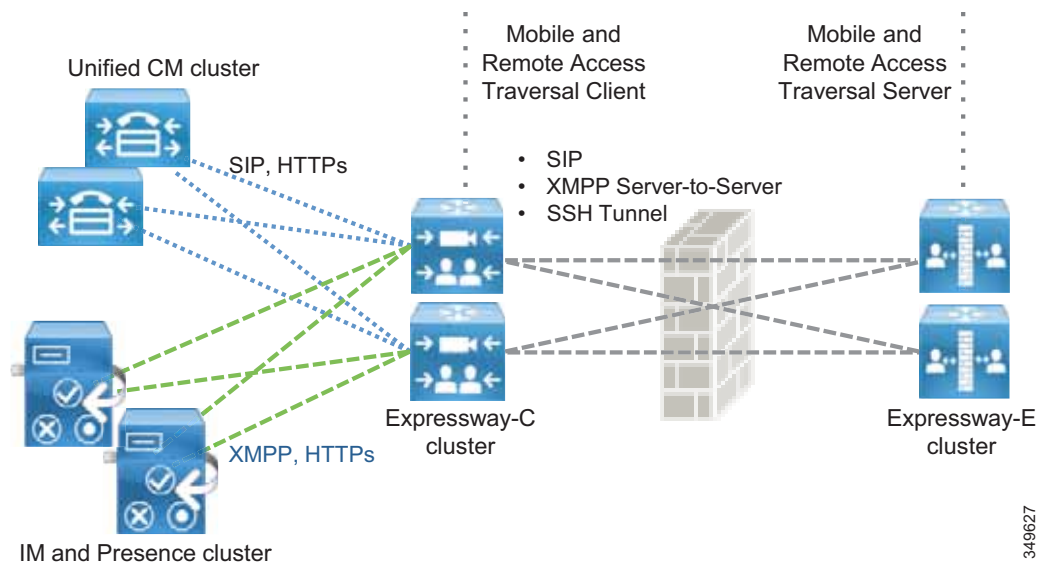 Unified CM cluster
SIP, HTTPs
Mobile and
Remote Access
Traversal Client
Mobile and
Remote Access
Traversal Server
• SIP
• XMPP Server-to-Server
• SSH Tunnel
Expressway-C
cluster
Expressway-E
cluster
XMPP, HTTPs
IM and Presence cluster
349627